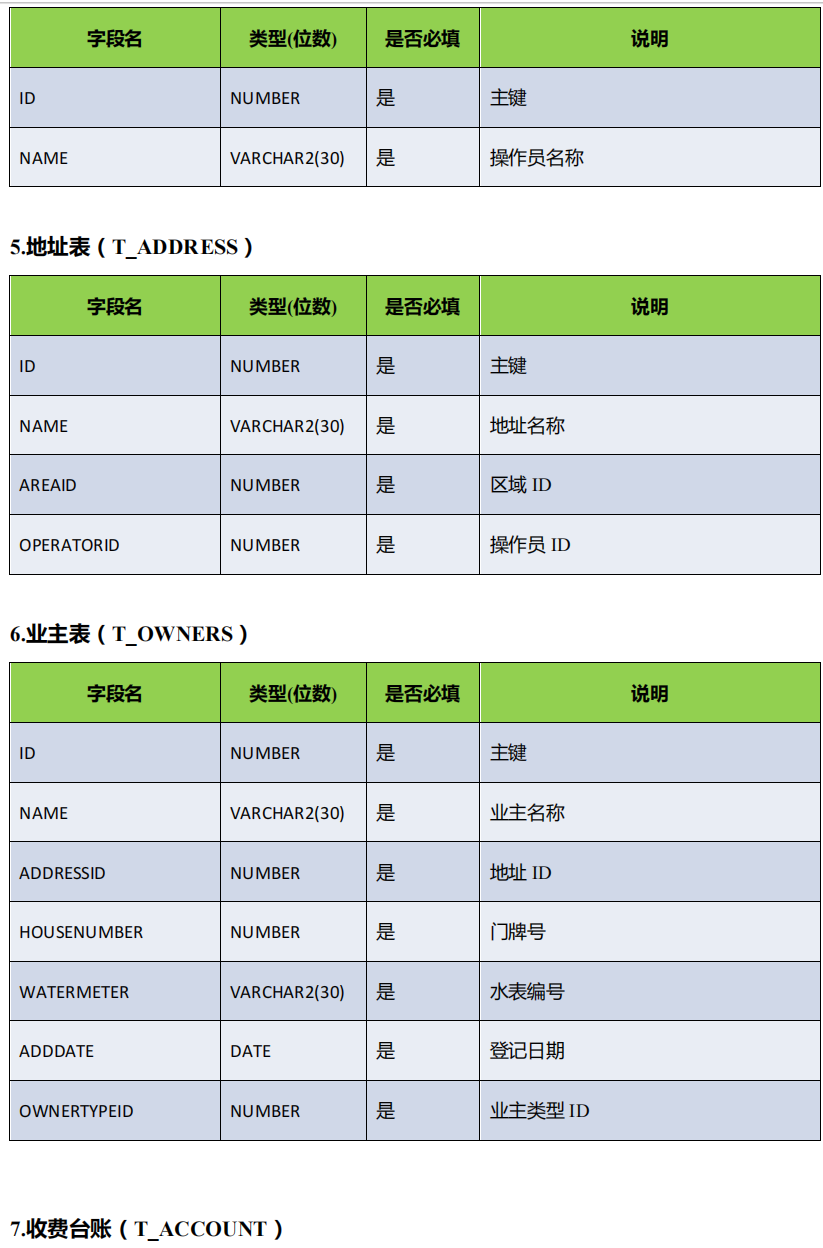 字段名 类型(位数) 是否必填 说明
ID NUMBER 是 主键
NAME VARCHAR2(30) 是 操作员名称
5.地址表（T_ADDRESS）
字段名 类型(位数) 是否必填 说明
ID NUMBER 是 主键
NAME VARCHAR2(30) 是 地址名称
AREAID NUMBER 是 区域 ID
OPERATORID NUMBER 是 操作员 ID
6.业主表（T_OWNERS）
字段名 类型(位数) 是否必填 说明
ID NUMBER 是 主键
NAME VARCHAR2(30) 是 业主名称
ADDRESSID NUMBER 是 地址 ID
HOUSENUMBER NUMBER 是 门牌号
WATERMETER VARCHAR2(30) 是 水表编号
ADDDATE DATE 是 登记日期
OWNERTYPEID NUMBER 是 业主类型 ID
7.收费台账（T_ACCOUNT）